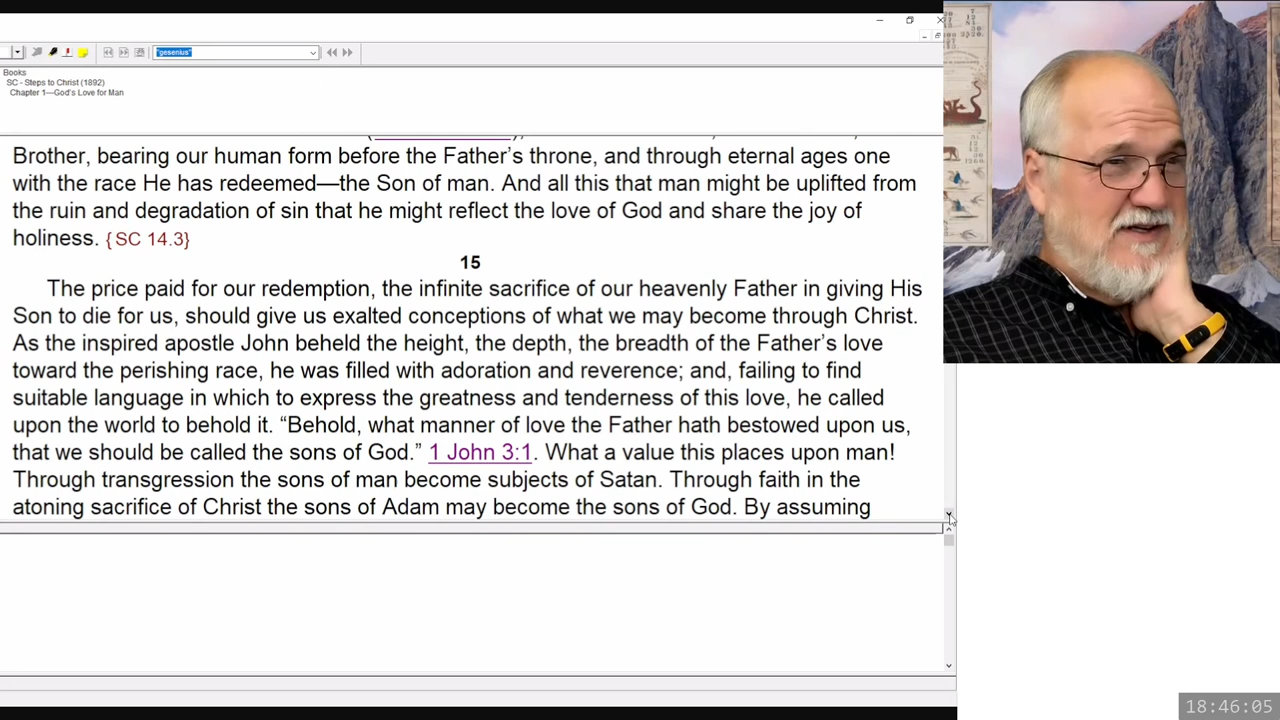 "gesenius"
Books
SC - Steps to Christ (1892)
Chapter 1—God's Love for Man
Brother, bearing our human form before the Father’s throne, and through eternal ages one
with the race He has redeemed—the Son of man. And all this that man might be uplifted from
the ruin and degradation of sin that he might reflect the love of God and share the joy of
holiness. {SC 14.3}
15
The price paid for our redemption, the infinite sacrifice of our heavenly Father in giving His
Son to die for us, should give us exalted conceptions of what we may become through Christ.
As the inspired apostle John beheld the height, the depth, the breadth of the Father’s love
toward the perishing race, he was filled with adoration and reverence; and, failing to find
suitable language in which to express the greatness and tenderness of this love, he called
upon the world to behold it. “Behold, what manner of love the Father hath bestowed upon us,
that we should be called the sons of God.” 1 John 3:1. What a value this places upon man!
Through transgression the sons of man become subjects of Satan. Through faith in the
atoning sacrifice of Christ the sons of Adam may become the sons of God. By assuming
18:46:05